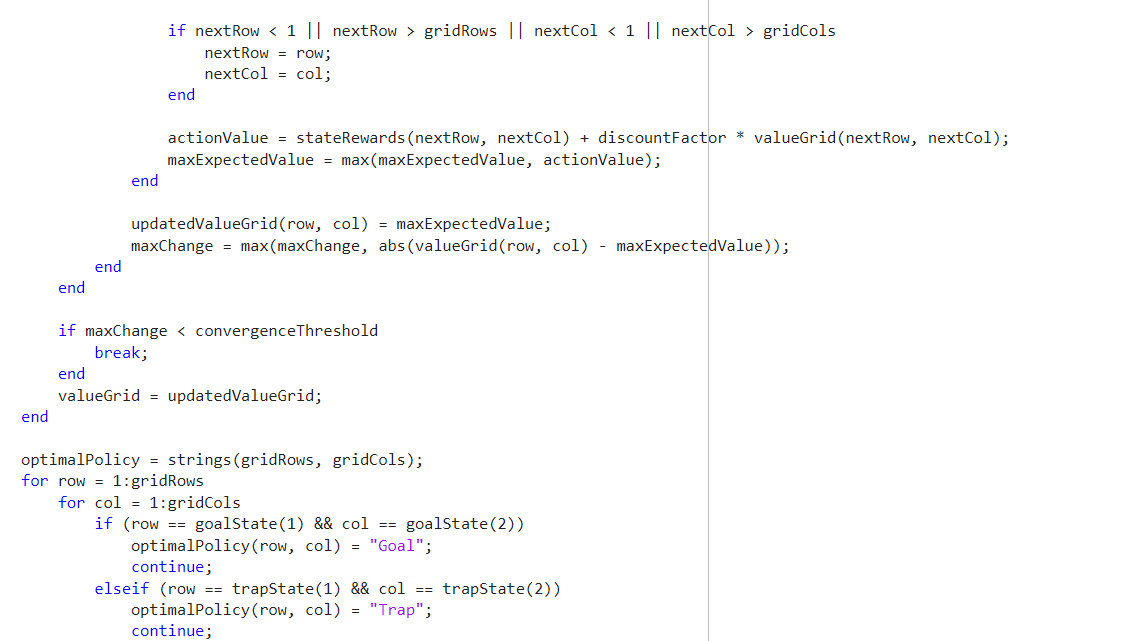 if nextRow < 1 || nextRow > gridRows || nextCol < 1 || nextCol > gridCols
nextRow = row;
nextCol = col;
end
actionValue = stateRewards(nextRow, nextCol) + discountFactor * valueGrid(nextRow, nextCol);
maxExpectedValue = max(maxExpectedValue, actionValue);
end
updatedValueGrid(row, col) = maxExpectedValue;
maxChange = max(maxChange, abs(valueGrid(row, col) - maxExpectedValue));
end
end
if maxChange < convergenceThreshold
break;
end
valueGrid = updatedValueGrid;
end
optimalPolicy = strings(gridRows, gridCols);
for row = 1:gridRows
for col = 1:gridCols
if (row == goalState(1) && col == goalState(2))
optimalPolicy(row, col) = "Goal";
continue;
elseif (row == trapState(1) && col == trapState(2))
optimalPolicy(row, col) = "Trap";
continue;